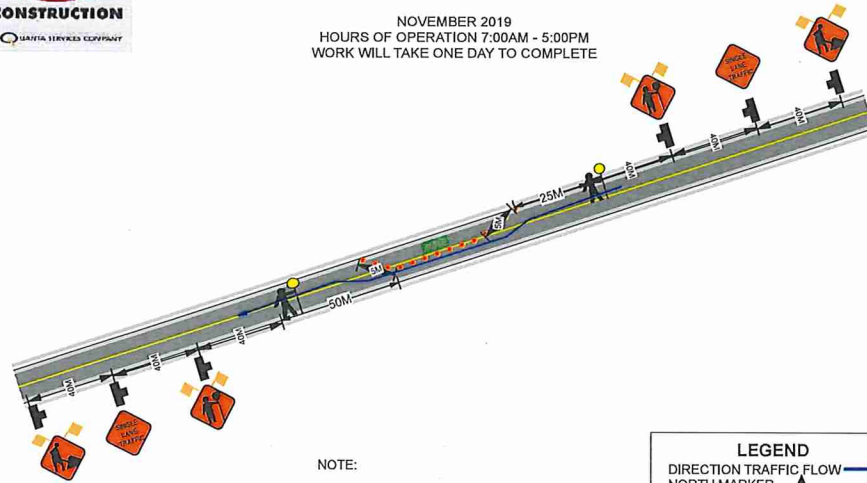 CONSTRUCTION
QUANTA SERVICES COMPANY
NOVEMBER 2019
HOURS OF OPERATION 7:00AM - 5:00PM
WORK WILL TAKE ONE DAY TO COMPLETE
SINGLE
LANE
TRAFFIC
40M
40M
40M
25M
5M
5M
50M
40M
40M
40M
SINGLE
LANE
TRAFFIC
NOTE:
LEGEND
DIRECTION TRAFFIC FLOW
NORTH MARKER